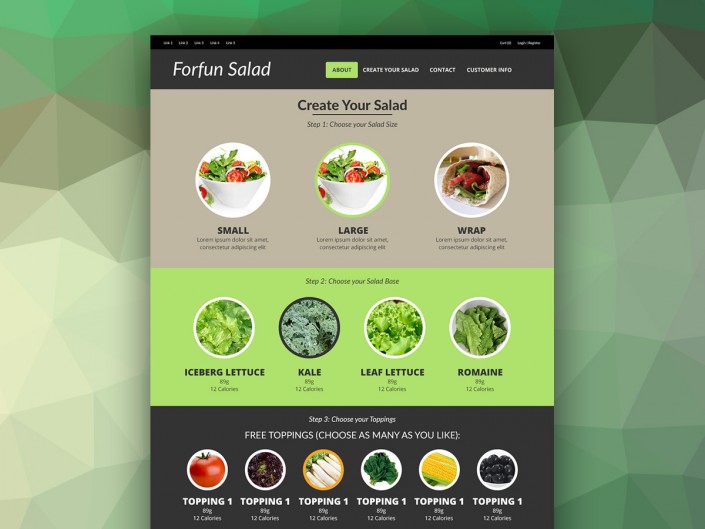 Link 1 Link 2 Link 3 Link 4 Link 5
Cart (0) Login / Register
Forfun Salad
ABOUT CREATE YOUR SALAD CONTACT CUSTOMER INFO
Create Your Salad
Step 1: Choose your Salad Size
SMALL LARGE WRAP
Lorem ipsum dolor sit amet, Lorem ipsum dolor sit amet, Lorem ipsum dolor sit amet,
consectetur adipiscing elit consectetur adipiscing elit consectetur adipiscing elit
Step 2: Choose your Salad Base
ICEBERG LETTUCE KALE LEAF LETTUCE ROMAINE
89g 89g 89g 89g
12 Calories 12 Calories 12 Calories 12 Calories
Step 3: Choose your Toppings
FREE TOPPINGS (CHOOSE AS MANY AS YOU LIKE):
TOPPING 1 TOPPING 1 TOPPING 1 TOPPING 1 TOPPING 1 TOPPING 1
89g 89g 89g 89g 89g 89g
12 Calories 12 Calories 12 Calories 12 Calories 12 Calories 12 Calories